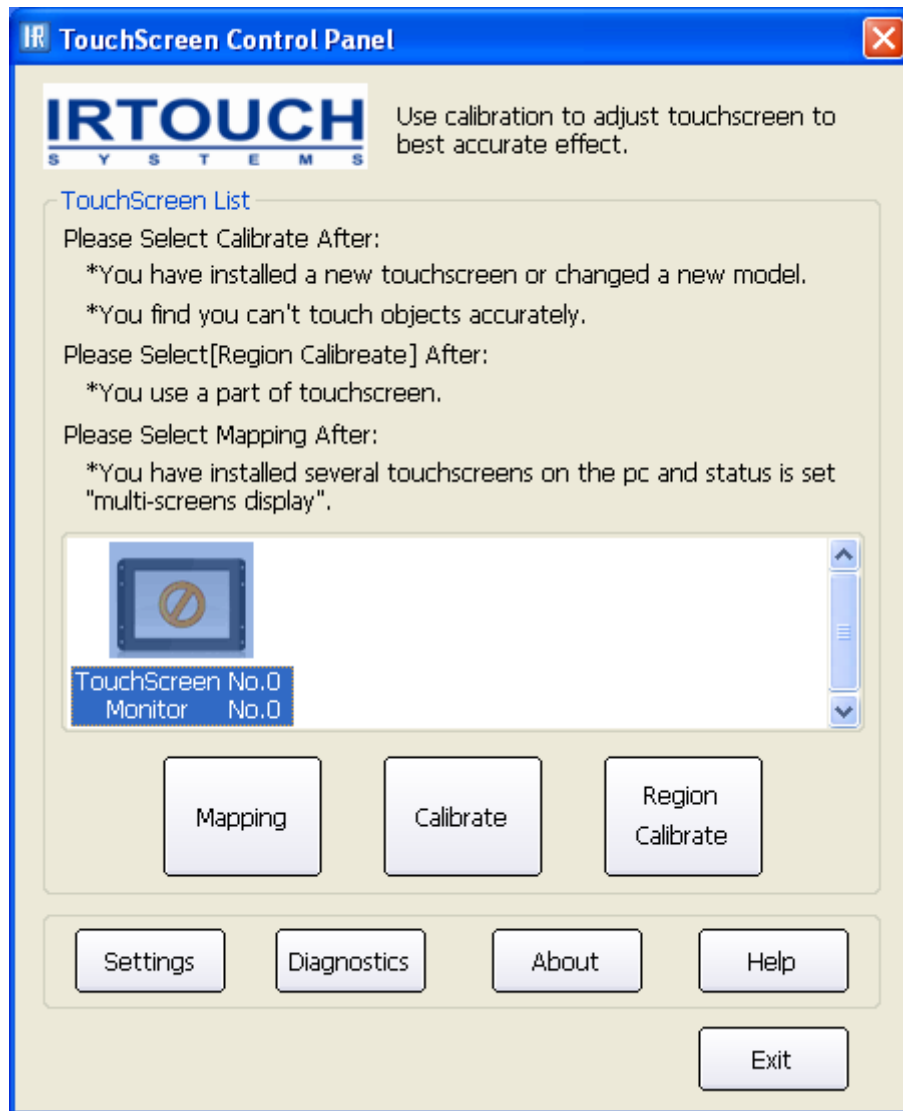 TouchScreen Control Panel
IRTOUCH
SYSTEMS
Use calibration to adjust touchscreen to
best accurate effect.
TouchScreen List
Please Select Calibrate After:
*You have installed a new touchscreen or changed a new model.
*You find you can't touch objects accurately.
Please Select[Region Calibreate] After:
*You use a part of touchscreen.
Please Select Mapping After:
*You have installed several touchscreens on the pc and status is set
"multi-screens display".
TouchScreen No.0
Monitor No.0
Mapping
Calibrate
Region
Calibrate
Settings
Diagnostics
About
Help
Exit